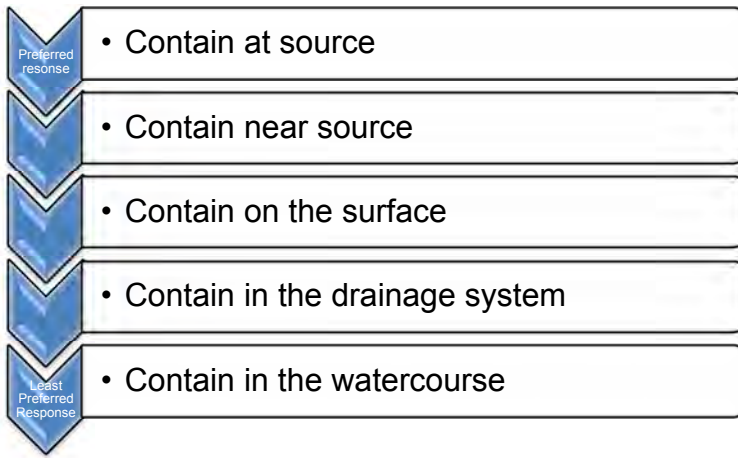 Preferred
resonse
• Contain at source
• Contain near source
• Contain on the surface
• Contain in the drainage system
Least
Preferred
Response
• Contain in the watercourse